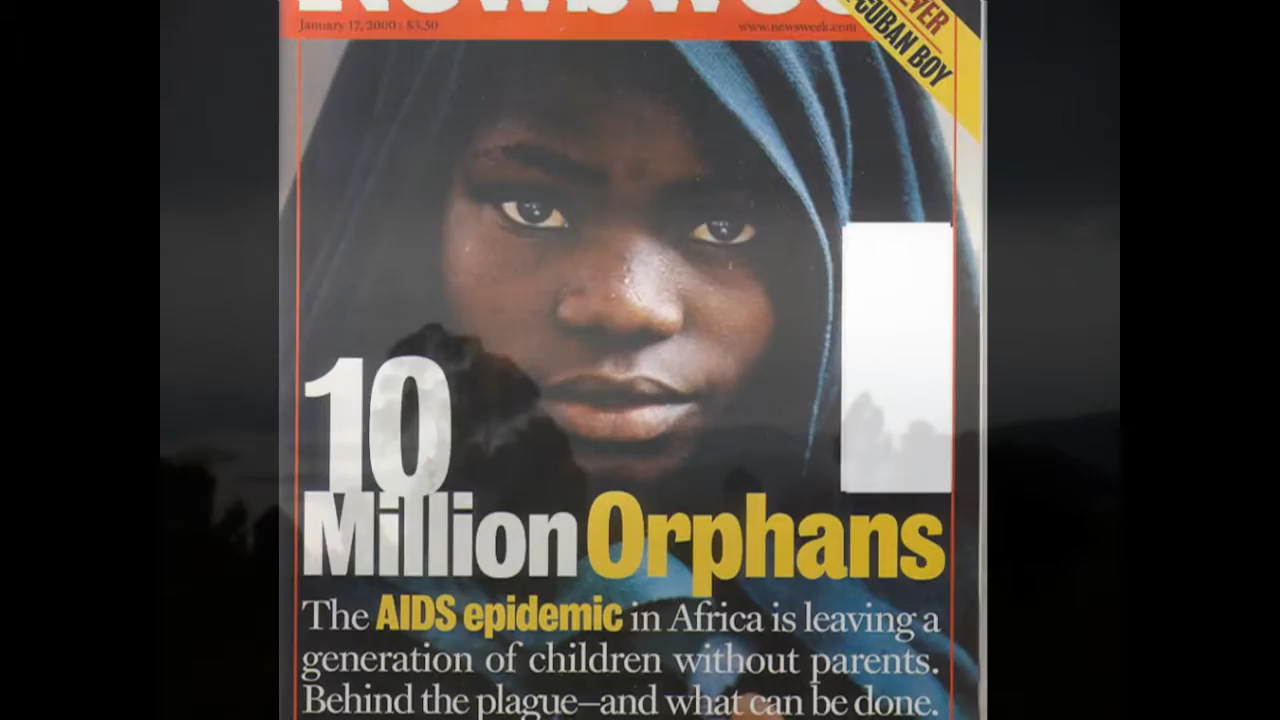 Newsweek
January 17, 2000 : $3.50
www.newsweek.com
CUBAN BOY
10
Million Orphans
The AIDS epidemic in Africa is leaving a
generation of children without parents.
Behind the plague—and what can be done.